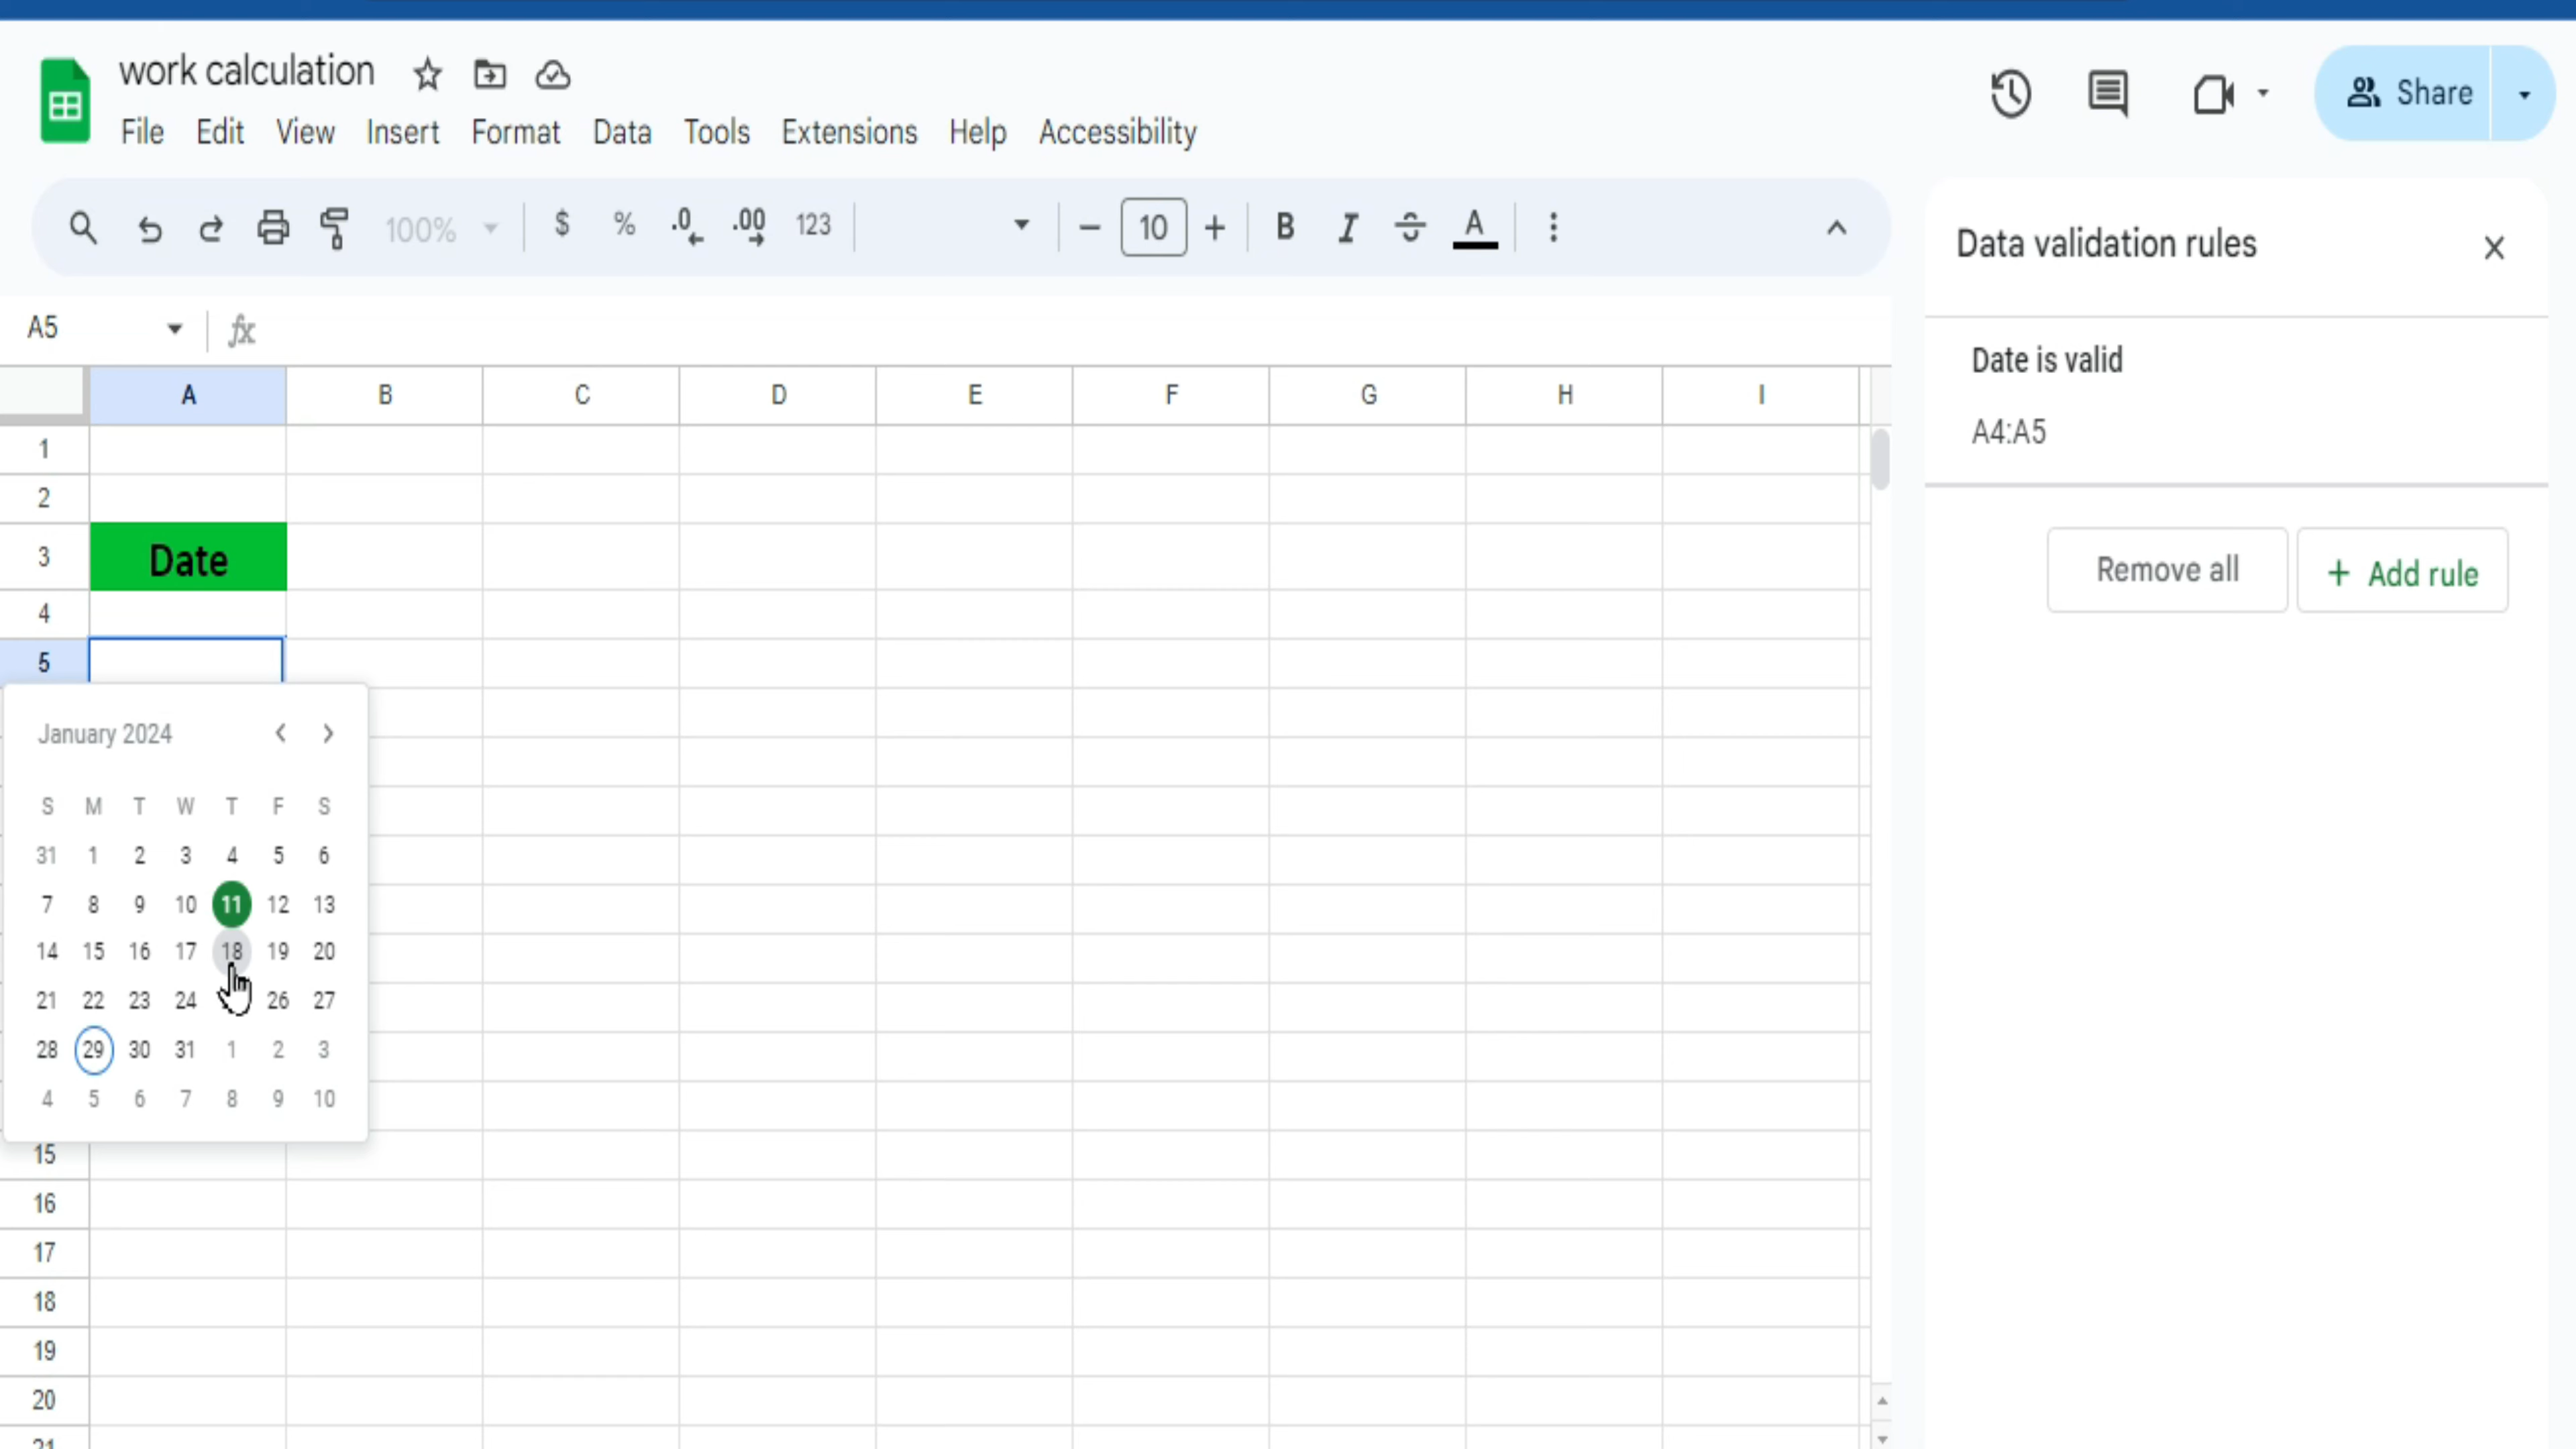 work calculation
File Edit View Insert Format Data Tools Extensions Help Accessibility
Share
100% $ % .0 .00 123 10 B I S A
A5 fx
A B C D E F G H I
1
2
3 Date
4
5
January 2024
S M T W T F S
31 1 2 3 4 5 6
7 8 9 10 11 12 13
14 15 16 17 18 19 20
21 22 23 24 26 27
28 29 30 31 1 2 3
4 5 6 7 8 9 10
15
16
17
18
19
20
21
Data validation rules
Date is valid
A4:A5
Remove all
+ Add rule